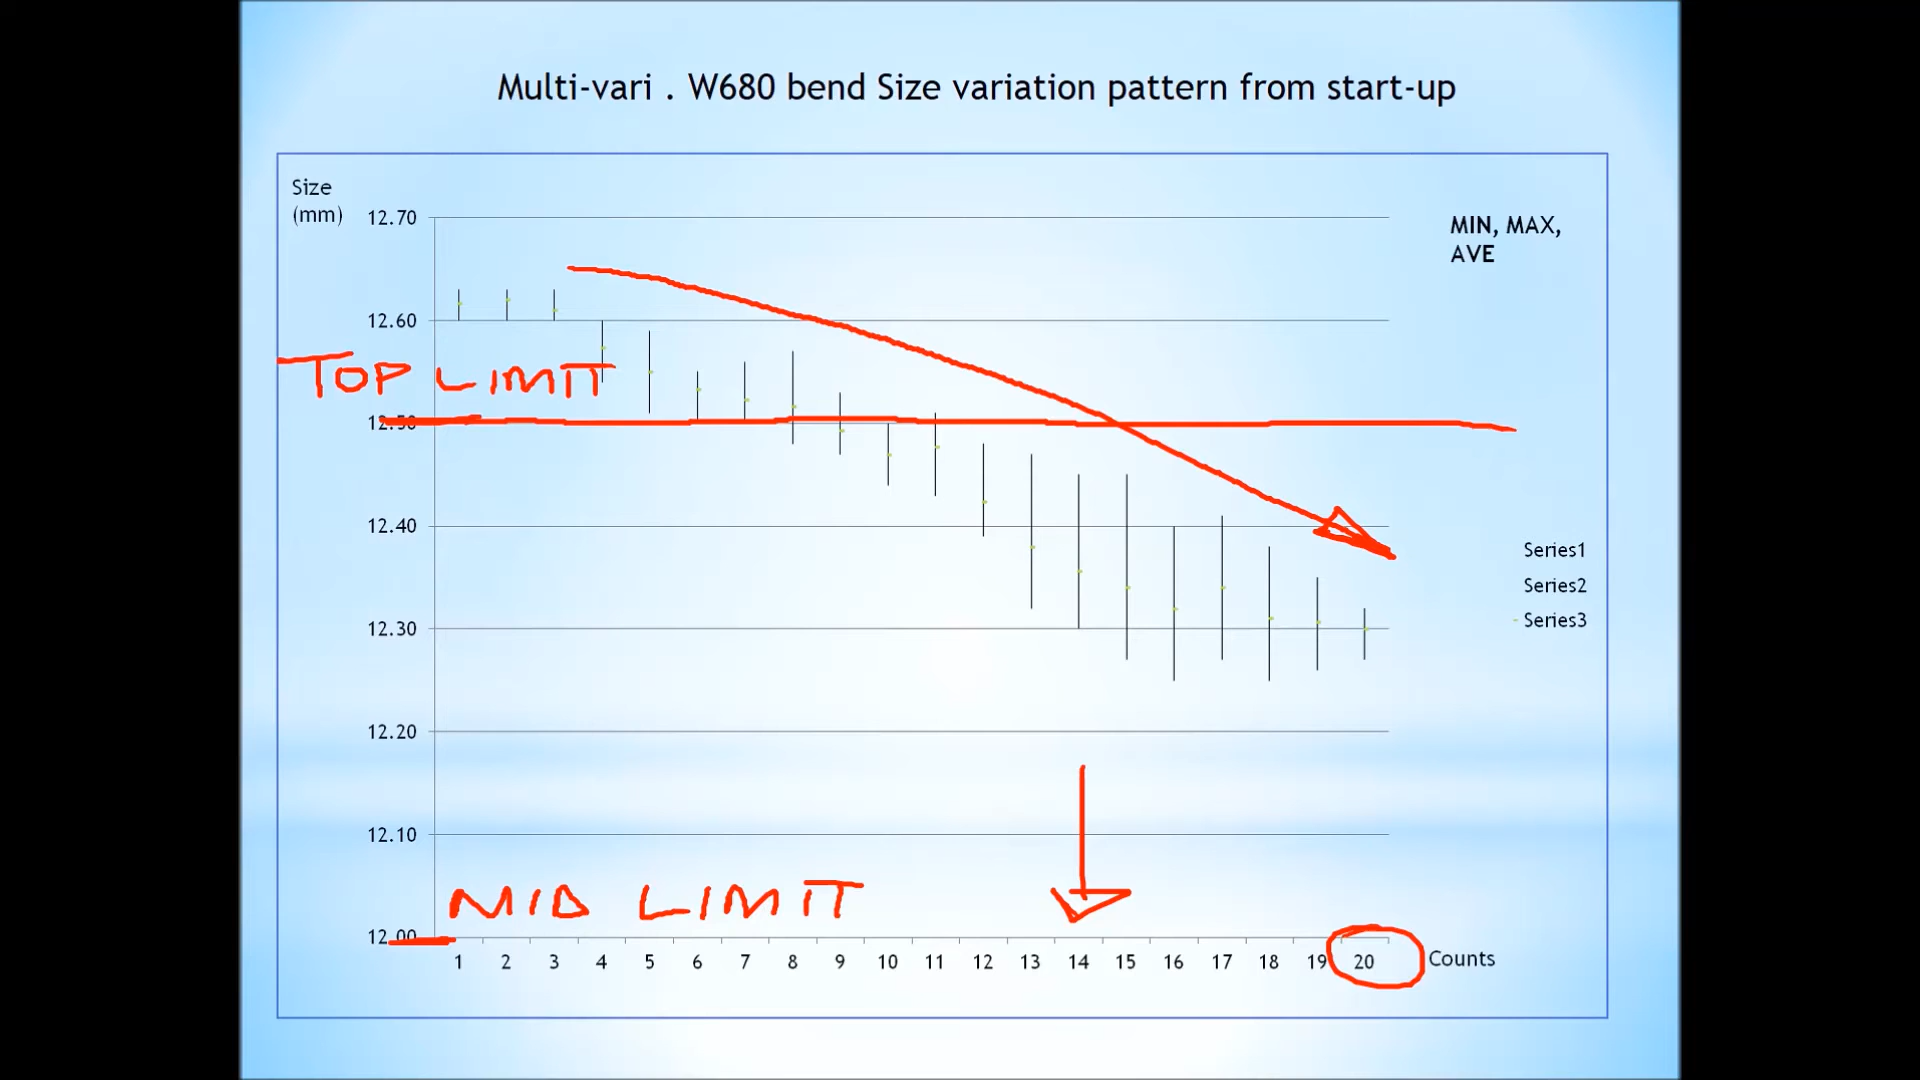 Multi-vari . W680 bend Size variation pattern from start-up
Size
(mm)
12.70
MIN, MAX,
AVE
12.60
TOP LIMIT
12.50
12.40
Series1
Series2
12.30
Series3
12.20
12.10
MID LIMIT
12.00
1 2 3 4 5 6 7 8 9 10 11 12 13 14 15 16 17 18 19 20 Counts